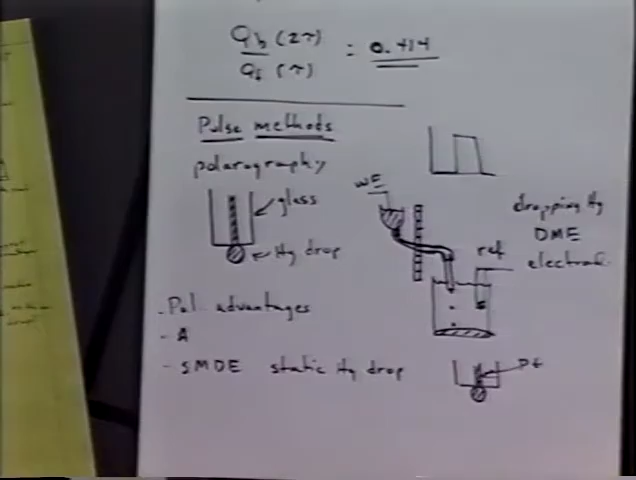 Qb (2τ)
Qf (τ)
= 0.414
Pulse methods
polarography
glass
Hg drop
WE
dropping Hg
DME
ref
- Pol. advantages
- A
- SMDE static Hg drop
Pt